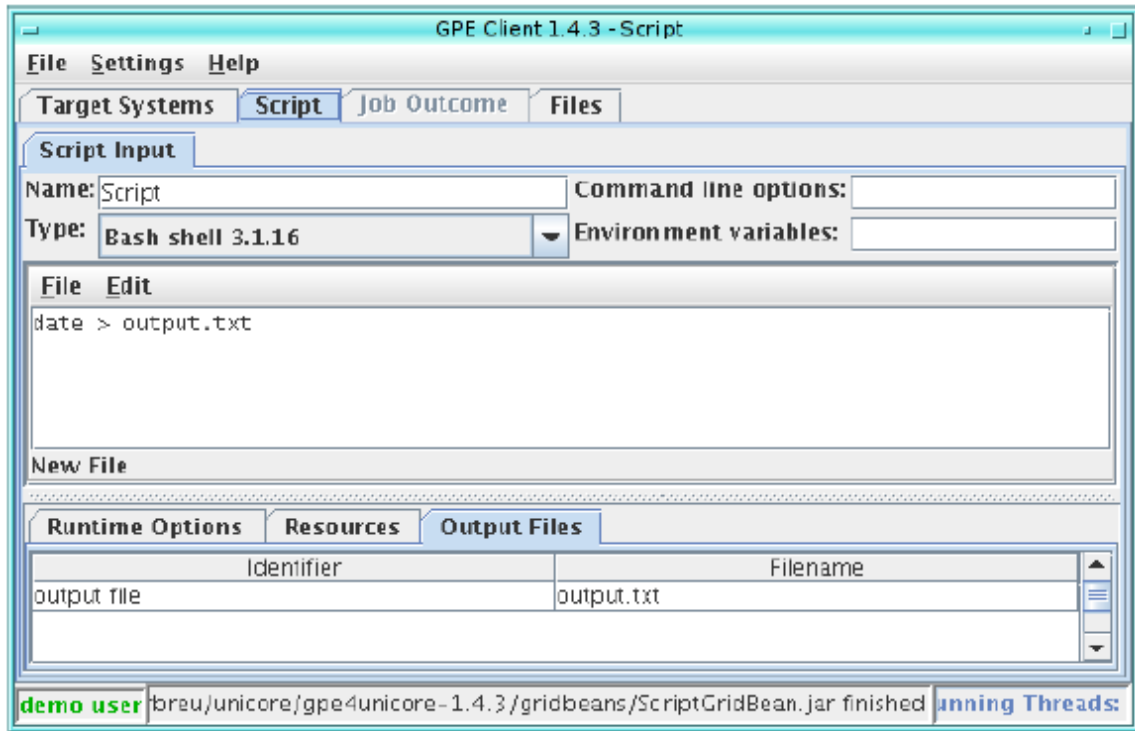 GPE Client 1.4.3 - Script
File Settings Help
Target Systems Script Job Outcome Files
Script Input
Name: Script Command line options:
Type: Bash shell 3.1.16 Environment variables:
File Edit
date > output.txt
New File
Runtime Options Resources Output Files
Identifier Filename
output file output.txt
demo user breu/unicore/gpe4unicore-1.4.3/gridbeans/ScriptGridBean.jar finished unning Threads: